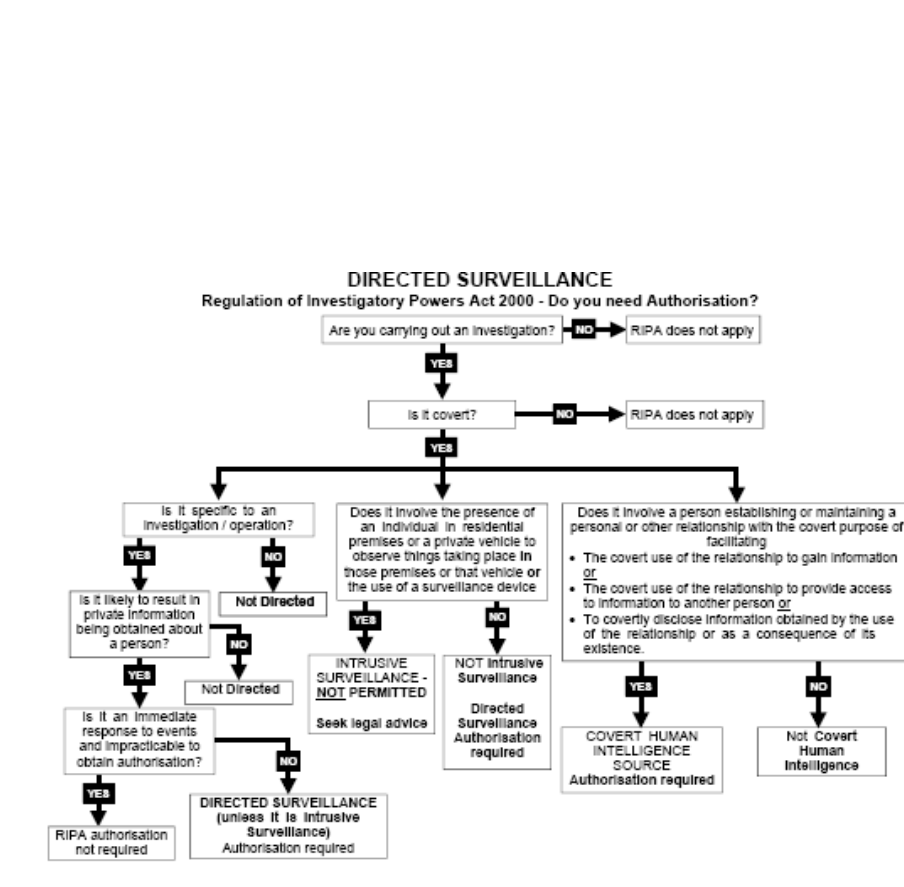 DIRECTED SURVEILLANCE
Regulation of Investigatory Powers Act 2000 - Do you need Authorisation?
Are you carrying out an investigation?
NO
RIPA does not apply
YES
Is it covert?
NO
RIPA does not apply
YES
Is it specific to an
investigation / operation?
YES
NO
Not Directed
Is it likely to result in
private information
being obtained about
a person?
NO
Not Directed
YES
Is it an immediate
response to events
and impracticable to
obtain authorisation?
YES
NO
RIPA authorisation
not required
DIRECTED SURVEILLANCE
(unless it is intrusive
Surveillance)
Authorisation required
Does it involve the presence of
an individual in residential
premises or a private vehicle to
observe things taking place in
those premises or that vehicle or
the use of a surveillance device
YES
NO
INTRUSIVE
SURVEILLANCE -
NOT PERMITTED
Seek legal advice
NOT Intrusive
Surveillance
Directed
Surveillance
Authorisation
required
Does it involve a person establishing or maintaining a
personal or other relationship with the covert purpose of
facilitating
• The covert use of the relationship to gain information
or
• The covert use of the relationship to provide access
to information to another person or
• To covertly disclose information obtained by the use
of the relationship or as a consequence of its
existence.
YES
NO
COVERT HUMAN
INTELLIGENCE
SOURCE
Authorisation required
Not Covert
Human
Intelligence